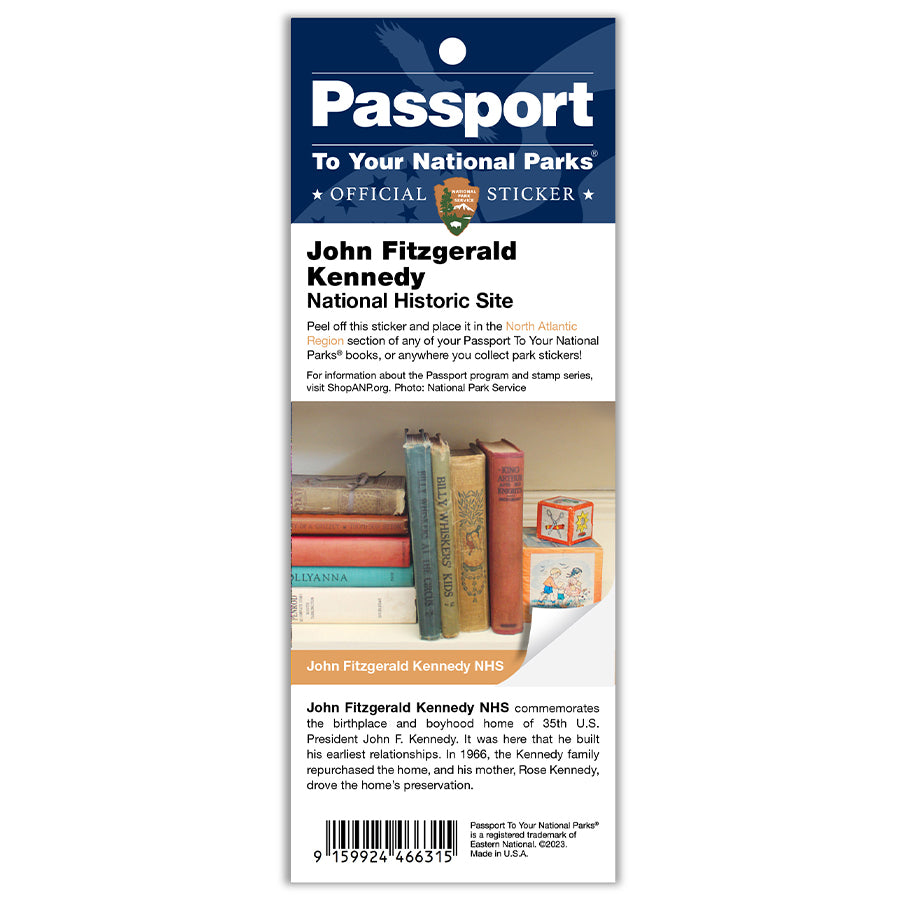 Passport
To Your National Parks®
★ OFFICIAL STICKER ★
NATIONAL
PARK
SERVICE
John Fitzgerald
Kennedy
National Historic Site
Peel off this sticker and place it in the North Atlantic
Region section of any of your Passport To Your National
Parks® books, or anywhere you collect park stickers!
For information about the Passport program and stamp series,
visit ShopANP.org. Photo: National Park Service
BILLY WHISKERS AT THE CIRCUS
BILLY WHISKERS' KIDS
KING
ARTHUR
AND HIS
KNIGHTS
OLLYANNA
PENROD
John Fitzgerald Kennedy NHS
John Fitzgerald Kennedy NHS commemorates
the birthplace and boyhood home of 35th U.S.
President John F. Kennedy. It was here that he built
his earliest relationships. In 1966, the Kennedy family
repurchased the home, and his mother, Rose Kennedy,
drove the home's preservation.
9 159924 466315
Passport To Your National Parks®
is a registered trademark of
Eastern National. ©2023.
Made in U.S.A.